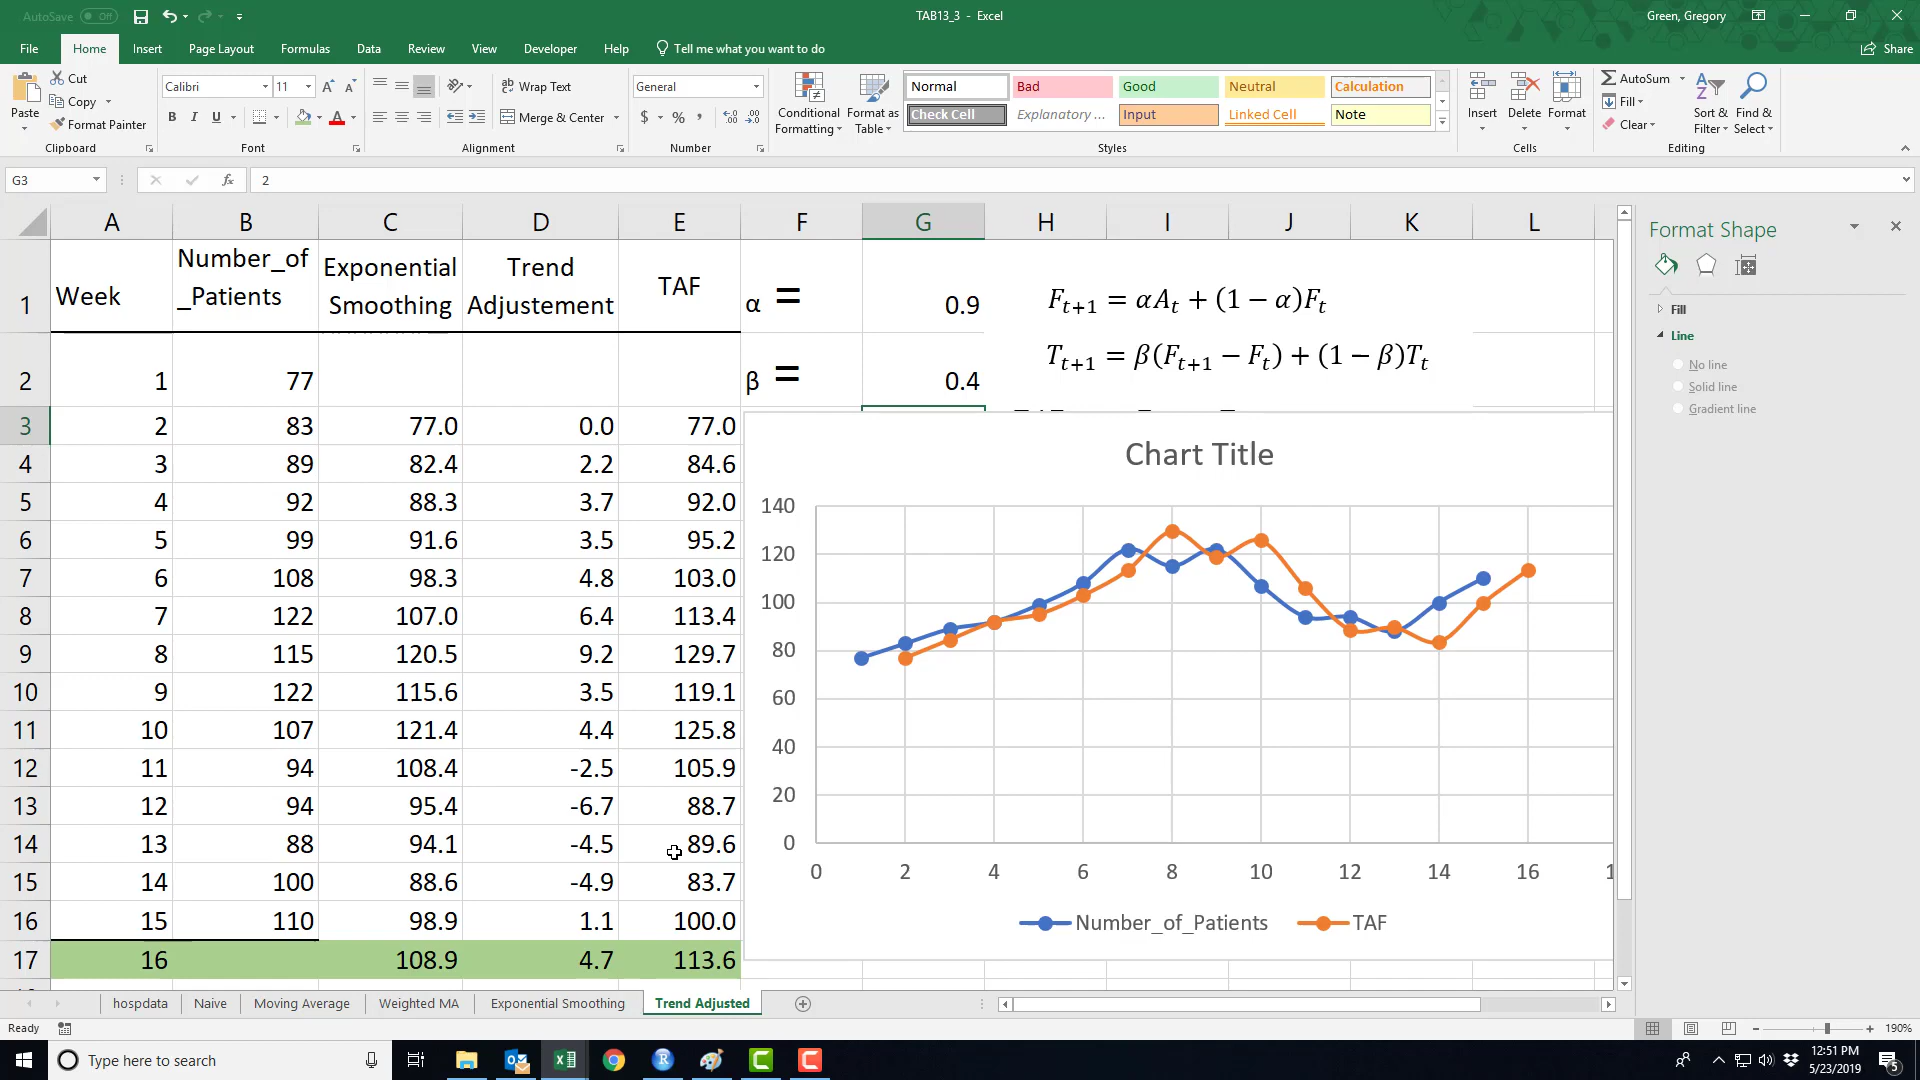 AutoSave Off
TAB13_3 - Excel
Green, Gregory
File Home Insert Page Layout Formulas Data Review View Developer Help Tell me what you want to do Share
Paste
Cut
Copy
Format Painter
Clipboard
Calibri 11
B I U
Font
Wrap Text
Merge & Center
Alignment
General
$ % ,
Number
Conditional Formatting
Format as Table
Normal Bad Good Neutral Calculation
Check Cell Explanatory ... Input Linked Cell Note
Styles
Insert Delete Format
Cells
AutoSum
Fill
Clear
Sort & Filter
Find & Select
Editing
G3 fx 2
A B C D E F G H I J K L
1 Week Number_of_Patients Exponential Smoothing Trend Adjustement TAF α = 0.9
2 1 77 β = 0.4
3 2 83 77.0 0.0 77.0
4 3 89 82.4 2.2 84.6
5 4 92 88.3 3.7 92.0
6 5 99 91.6 3.5 95.2
7 6 108 98.3 4.8 103.0
8 7 122 107.0 6.4 113.4
9 8 115 120.5 9.2 129.7
10 9 122 115.6 3.5 119.1
11 10 107 121.4 4.4 125.8
12 11 94 108.4 -2.5 105.9
13 12 94 95.4 -6.7 88.7
14 13 88 94.1 -4.5 89.6
15 14 100 88.6 -4.9 83.7
16 15 110 98.9 1.1 100.0
17 16 108.9 4.7 113.6
F_{t+1} = αA_t + (1 − α)F_t
T_{t+1} = β(F_{t+1} − F_t) + (1 − β)T_t
Chart Title
140
120
100
80
60
40
20
0
0 2 4 6 8 10 12 14 16
Number_of_Patients TAF
Format Shape
Fill
Line
No line
Solid line
Gradient line
hospdata Naive Moving Average Weighted MA Exponential Smoothing Trend Adjusted
Ready
190%
Type here to search
12:51 PM
5/23/2019
5